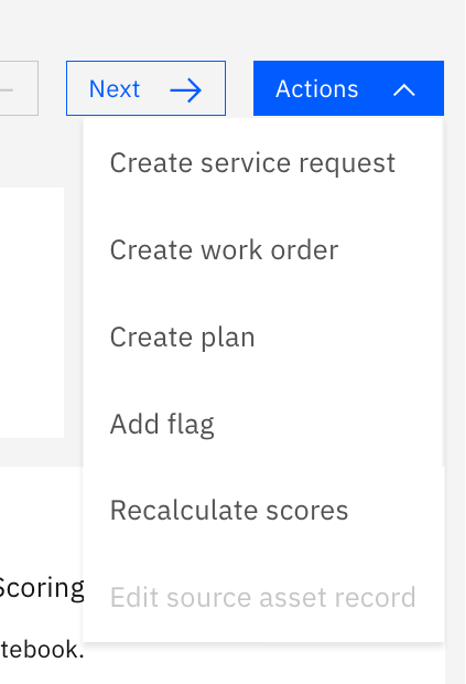 Next
Actions
Create service request
Create work order
Create plan
Add flag
Recalculate scores
Scoring
Edit source asset record
tebook.